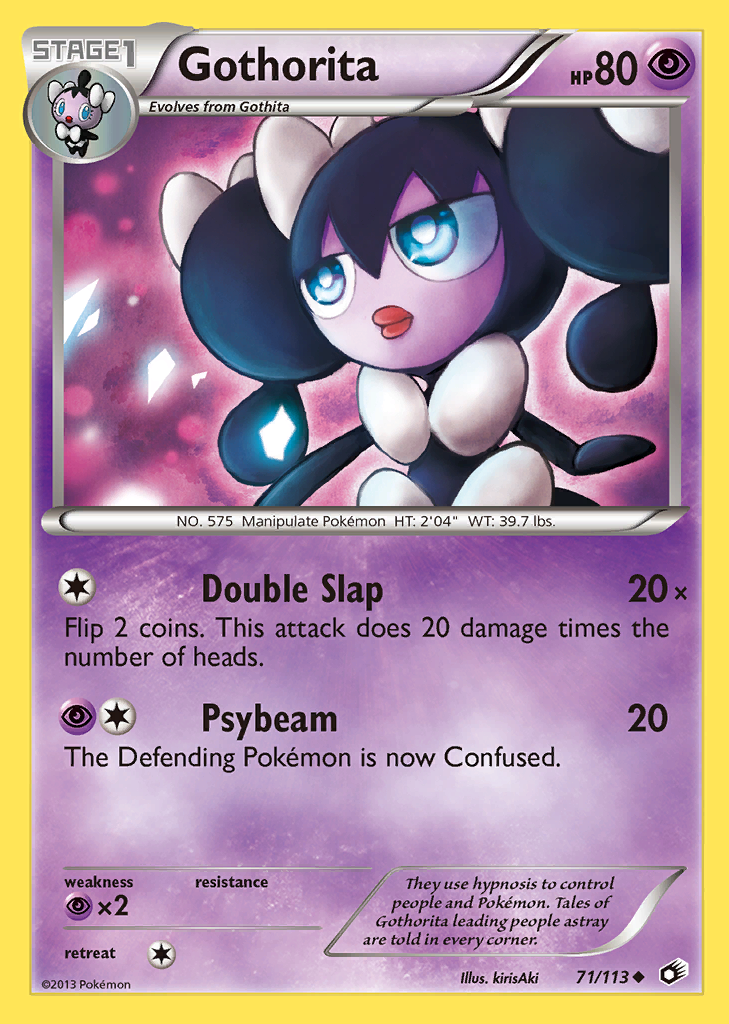 STAGE1
Gothorita
HP80
Evolves from Gothita
NO. 575 Manipulate Pokémon HT: 2'04" WT: 39.7 lbs.
Double Slap 20×
Flip 2 coins. This attack does 20 damage times the
number of heads.
Psybeam 20
The Defending Pokémon is now Confused.
weakness resistance
×2
They use hypnosis to control
people and Pokémon. Tales of
Gothorita leading people astray
are told in every corner.
retreat
©2013 Pokémon
Illus. kirisAki 71/113